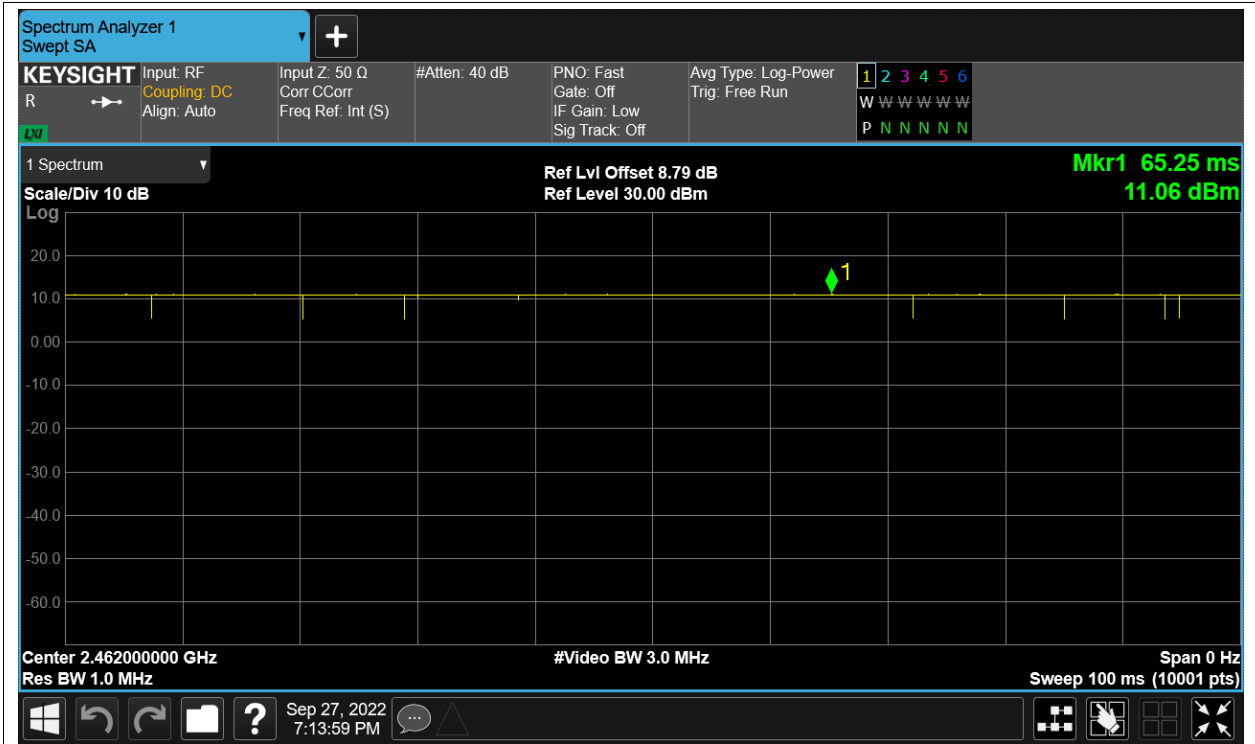 Spectrum Analyzer 1
Swept SA
KEYSIGHT
R
LXI
Input: RF
Coupling: DC
Align: Auto
Input Z: 50 Ω
Corr CCorr
Freq Ref: Int (S)
#Atten: 40 dB
PNO: Fast
Gate: Off
IF Gain: Low
Sig Track: Off
Avg Type: Log-Power
Trig: Free Run
1 2 3 4 5 6
W W W W W W
P N N N N N
1 Spectrum
Scale/Div 10 dB
Log
Ref Lvl Offset 8.79 dB
Ref Level 30.00 dBm
Mkr1 65.25 ms
11.06 dBm
1
20.0
10.0
0.00
-10.0
-20.0
-30.0
-40.0
-50.0
-60.0
Center 2.462000000 GHz
Res BW 1.0 MHz
#Video BW 3.0 MHz
Span 0 Hz
Sweep 100 ms (10001 pts)
?
Sep 27, 2022
7:13:59 PM